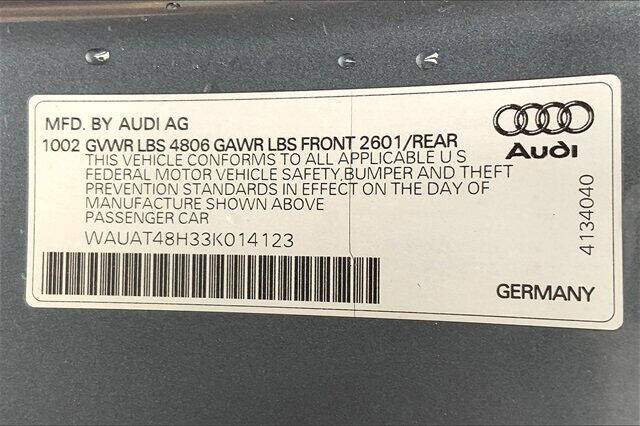 MFD. BY AUDI AG
1002 GVWR LBS 4806 GAWR LBS FRONT 2601/REAR
THIS VEHICLE CONFORMS TO ALL APPLICABLE U S
FEDERAL MOTOR VEHICLE SAFETY,BUMPER AND THEFT
PREVENTION STANDARDS IN EFFECT ON THE DAY OF
MANUFACTURE SHOWN ABOVE
PASSENGER CAR
WAUAT48H33K014123
Audi
4134040
GERMANY